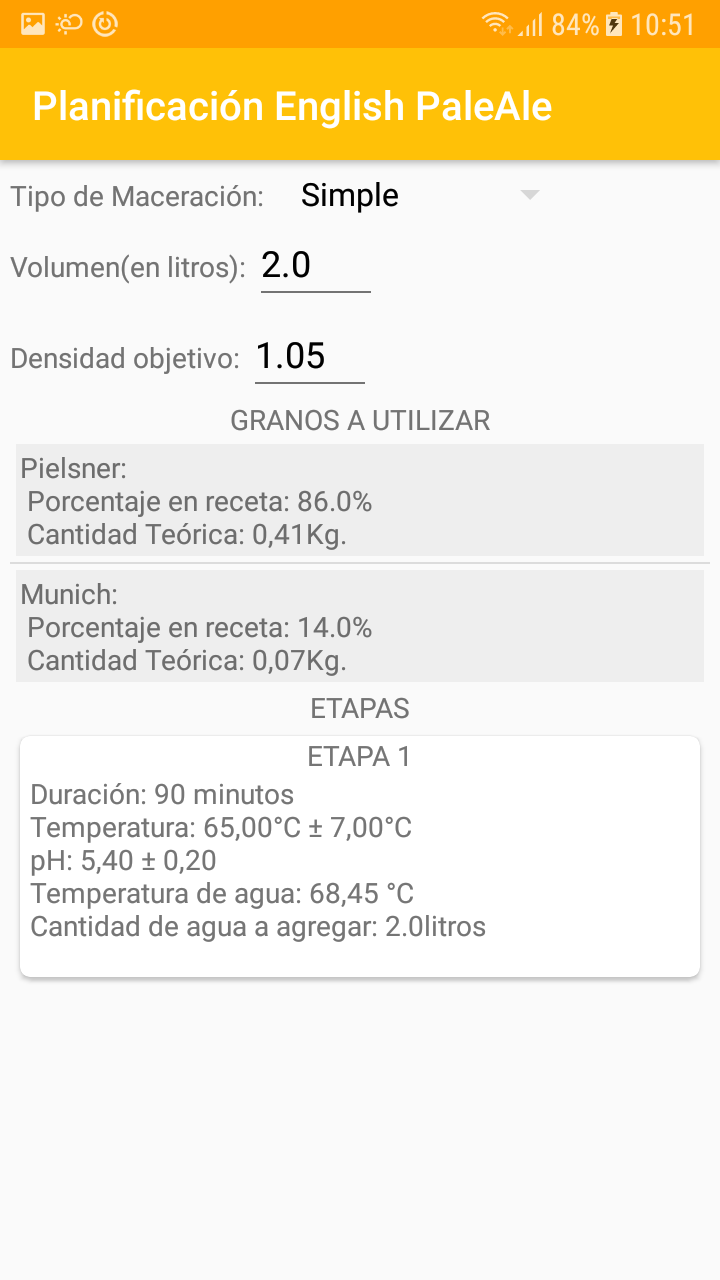 84% 10:51
Planificación English PaleAle
Tipo de Maceración: Simple
Volumen(en litros): 2.0
Densidad objetivo: 1.05
GRANOS A UTILIZAR
Pielsner:
Porcentaje en receta: 86.0%
Cantidad Teórica: 0,41Kg.
Munich:
Porcentaje en receta: 14.0%
Cantidad Teórica: 0,07Kg.
ETAPAS
ETAPA 1
Duración: 90 minutos
Temperatura: 65,00°C ± 7,00°C
pH: 5,40 ± 0,20
Temperatura de agua: 68,45 °C
Cantidad de agua a agregar: 2.0litros